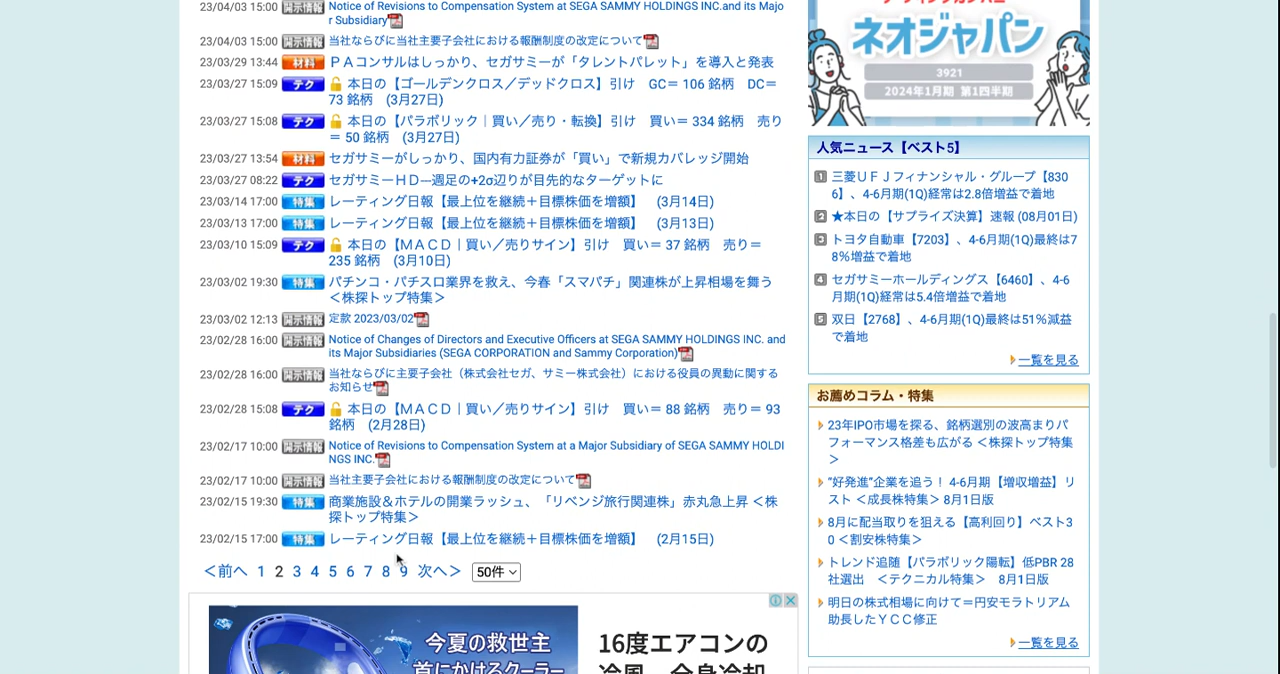 23/04/03 15:00 開示情報 Notice of Revisions to Compensation System at SEGA SAMMY HOLDINGS INC.and its Majo
r Subsidiary
23/04/03 15:00 開示情報 当社ならびに当社主要子会社における報酬制度の改定について
23/03/29 13:44 材料 ＰＡコンサルはしっかり、セガサミーが「タレントパレット」を導入と発表
23/03/27 15:09 テク 本日の【ゴールデンクロス／デッドクロス】引け　GC＝ 106 銘柄　DC＝
73 銘柄　(3月27日)
23/03/27 15:08 テク 本日の【パラボリック｜買い／売り・転換】引け　買い＝ 334 銘柄　売り
＝ 50 銘柄　(3月27日)
23/03/27 13:54 材料 セガサミーがしっかり、国内有力証券が「買い」で新規カバレッジ開始
23/03/27 08:22 テク セガサミーＨＤ---週足の+2σ辺りが目先的なターゲットに
23/03/14 17:00 特集 レーティング日報【最上位を継続＋目標株価を増額】　(3月14日)
23/03/13 17:00 特集 レーティング日報【最上位を継続＋目標株価を増額】　(3月13日)
23/03/10 15:09 テク 本日の【ＭＡＣＤ｜買い／売りサイン】引け　買い＝ 37 銘柄　売り＝
235 銘柄　(3月10日)
23/03/02 19:30 特集 パチンコ・パチスロ業界を救え、今春「スマパチ」関連株が上昇相場を舞う
＜株探トップ特集＞
23/03/02 12:13 開示情報 定款 2023/03/02
23/02/28 16:00 開示情報 Notice of Changes of Directors and Executive Officers at SEGA SAMMY HOLDINGS INC. and
its Major Subsidiaries (SEGA CORPORATION and Sammy Corporation)
23/02/28 16:00 開示情報 当社ならびに主要子会社（株式会社セガ、サミー株式会社）における役員の異動に関する
お知らせ
23/02/28 15:08 テク 本日の【ＭＡＣＤ｜買い／売りサイン】引け　買い＝ 88 銘柄　売り＝ 93
銘柄　(2月28日)
23/02/17 10:00 開示情報 Notice of Revisions to Compensation System at a Major Subsidiary of SEGA SAMMY HOLDI
NGS INC.
23/02/17 10:00 開示情報 当社主要子会社における報酬制度の改定について
23/02/15 19:30 特集 商業施設＆ホテルの開業ラッシュ、「リベンジ旅行関連株」赤丸急上昇 ＜株
探トップ特集＞
23/02/15 17:00 特集 レーティング日報【最上位を継続＋目標株価を増額】　(2月15日)
＜前へ 1 2 3 4 5 6 7 8 9 次へ＞ 50件
今夏の救世主
首にかけるクーラー
16度エアコンの
冷風、全身冷却
ネオジャパン
3921
2024年1月期 第1四半期
人気ニュース【ベスト5】
1 三菱ＵＦＪフィナンシャル・グループ【830
6】、4-6月期(1Q)経常は2.8倍増益で着地
2 ★本日の【サプライズ決算】速報 (08月01日)
3 トヨタ自動車【7203】、4-6月期(1Q)最終は7
8％増益で着地
4 セガサミーホールディングス【6460】、4-6
月期(1Q)経常は5.4倍増益で着地
5 双日【2768】、4-6月期(1Q)最終は51％減益
で着地
一覧を見る
お薦めコラム・特集
23年IPO市場を探る、銘柄選別の波高まりパ
フォーマンス格差も広がる ＜株探トップ特集
＞
“好発進”企業を追う！ 4-6月期【増収増益】リ
スト ＜成長株特集＞ 8月1日版
8月に配当取りを狙える【高利回り】ベスト3
0 ＜割安株特集＞
トレンド追随【パラボリック陽転】低PBR 28
社選出　＜テクニカル特集＞　8月1日版
明日の株式相場に向けて＝円安モラトリアム
助長したＹＣＣ修正
一覧を見る